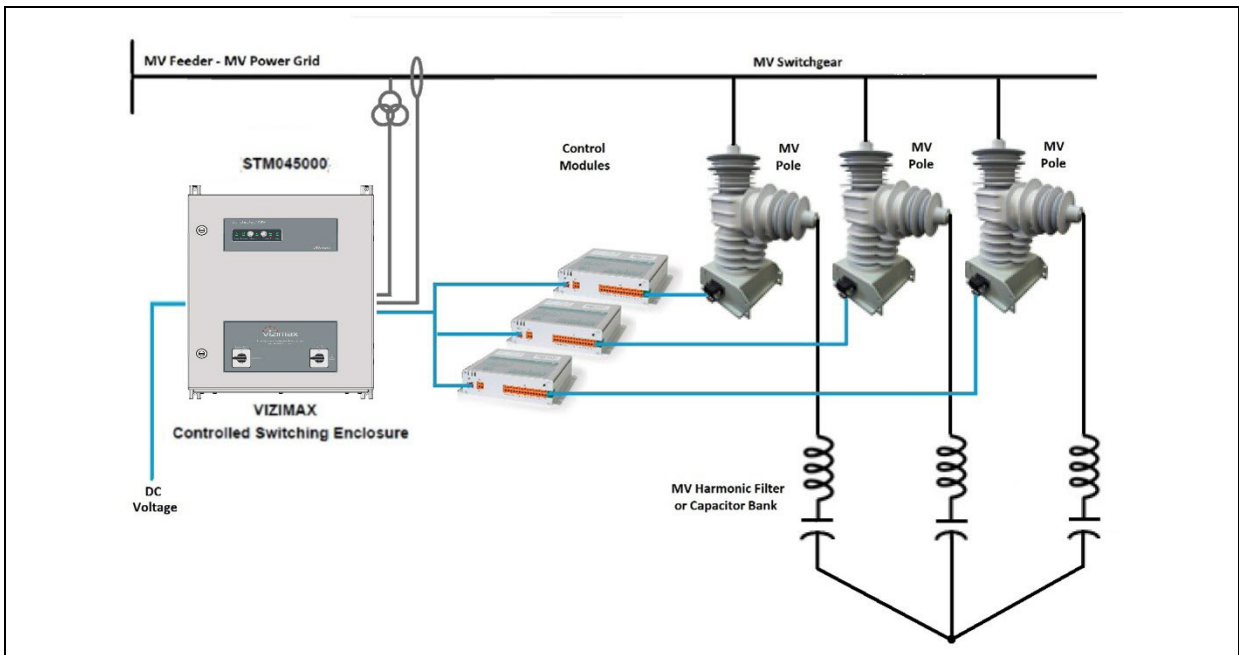 MV Feeder - MV Power Grid
MV Switchgear
STM045000
Control
Modules
MV
Pole
MV
Pole
MV
Pole
vizimax
VIZIMAX
Controlled Switching Enclosure
DC
Voltage
MV Harmonic Filter
or Capacitor Bank